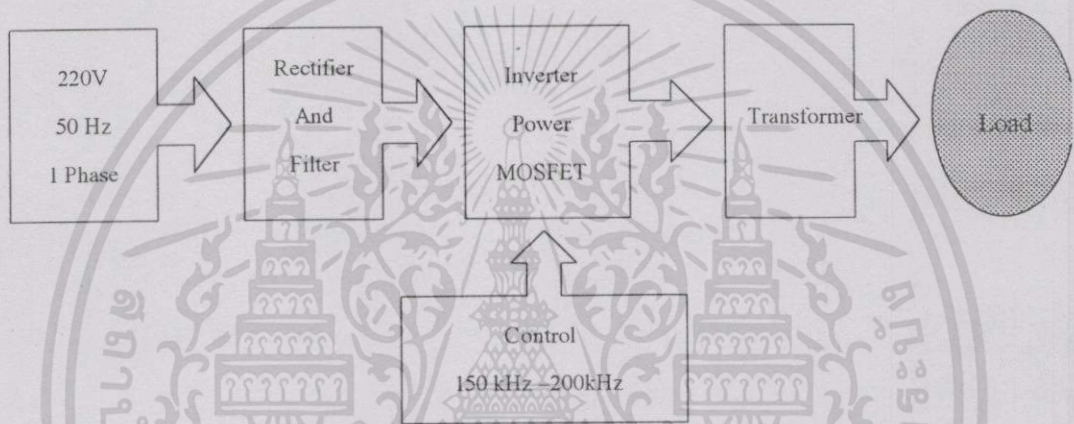 220V
50 Hz
1 Phase
Rectifier
And
Filter
Inverter
Power
MOSFET
Transformer
Load
Control
150 kHz –200kHz